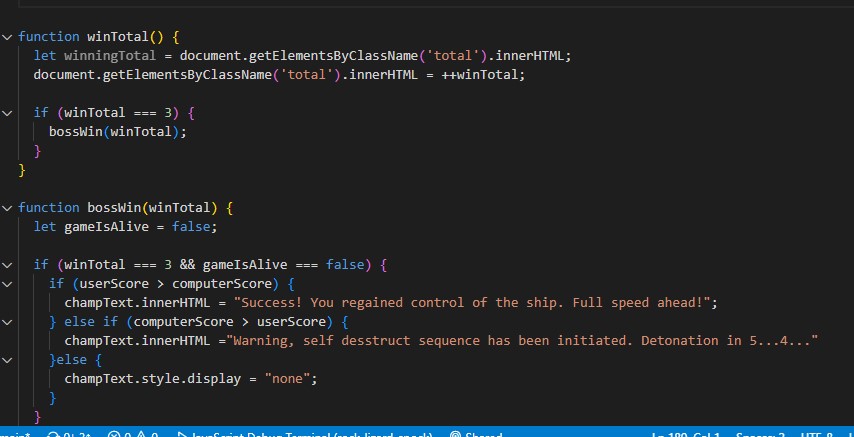 function winTotal() {
let winningTotal = document.getElementsByClassName('total').innerHTML;
document.getElementsByClassName('total').innerHTML = ++winTotal;
if (winTotal === 3) {
bossWin(winTotal);
}
}
function bossWin(winTotal) {
let gameIsAlive = false;
if (winTotal === 3 && gameIsAlive === false) {
if (userScore > computerScore) {
champText.innerHTML = "Success! You regained control of the ship. Full speed ahead!";
} else if (computerScore > userScore) {
champText.innerHTML ="Warning, self desstruct sequence has been initiated. Detonation in 5...4..."
}else {
champText.style.display = "none";
}
}
main* 0 0 JavaScript Debug Terminal (rock-lizard-spock) Shared Ln 180, Col 1 Spaces: 2 UTF-8